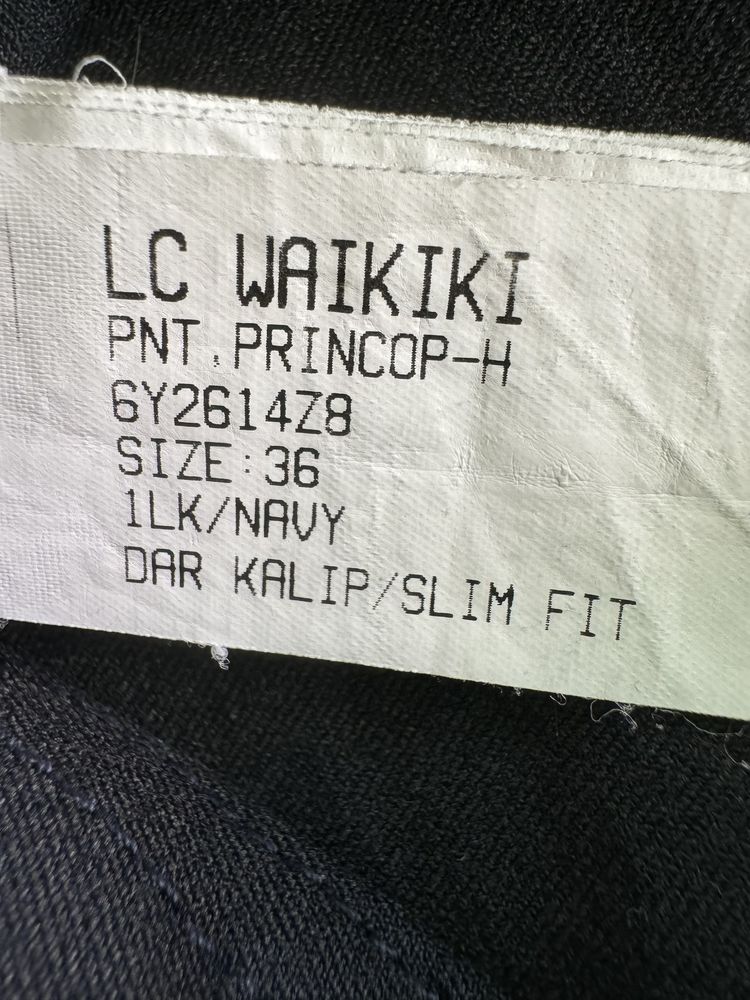 LC WAIKIKI
PNT.PRINCOP-H
6Y2614Z8
SIZE:36
1LK/NAVY
DAR KALIP/SLIM FIT